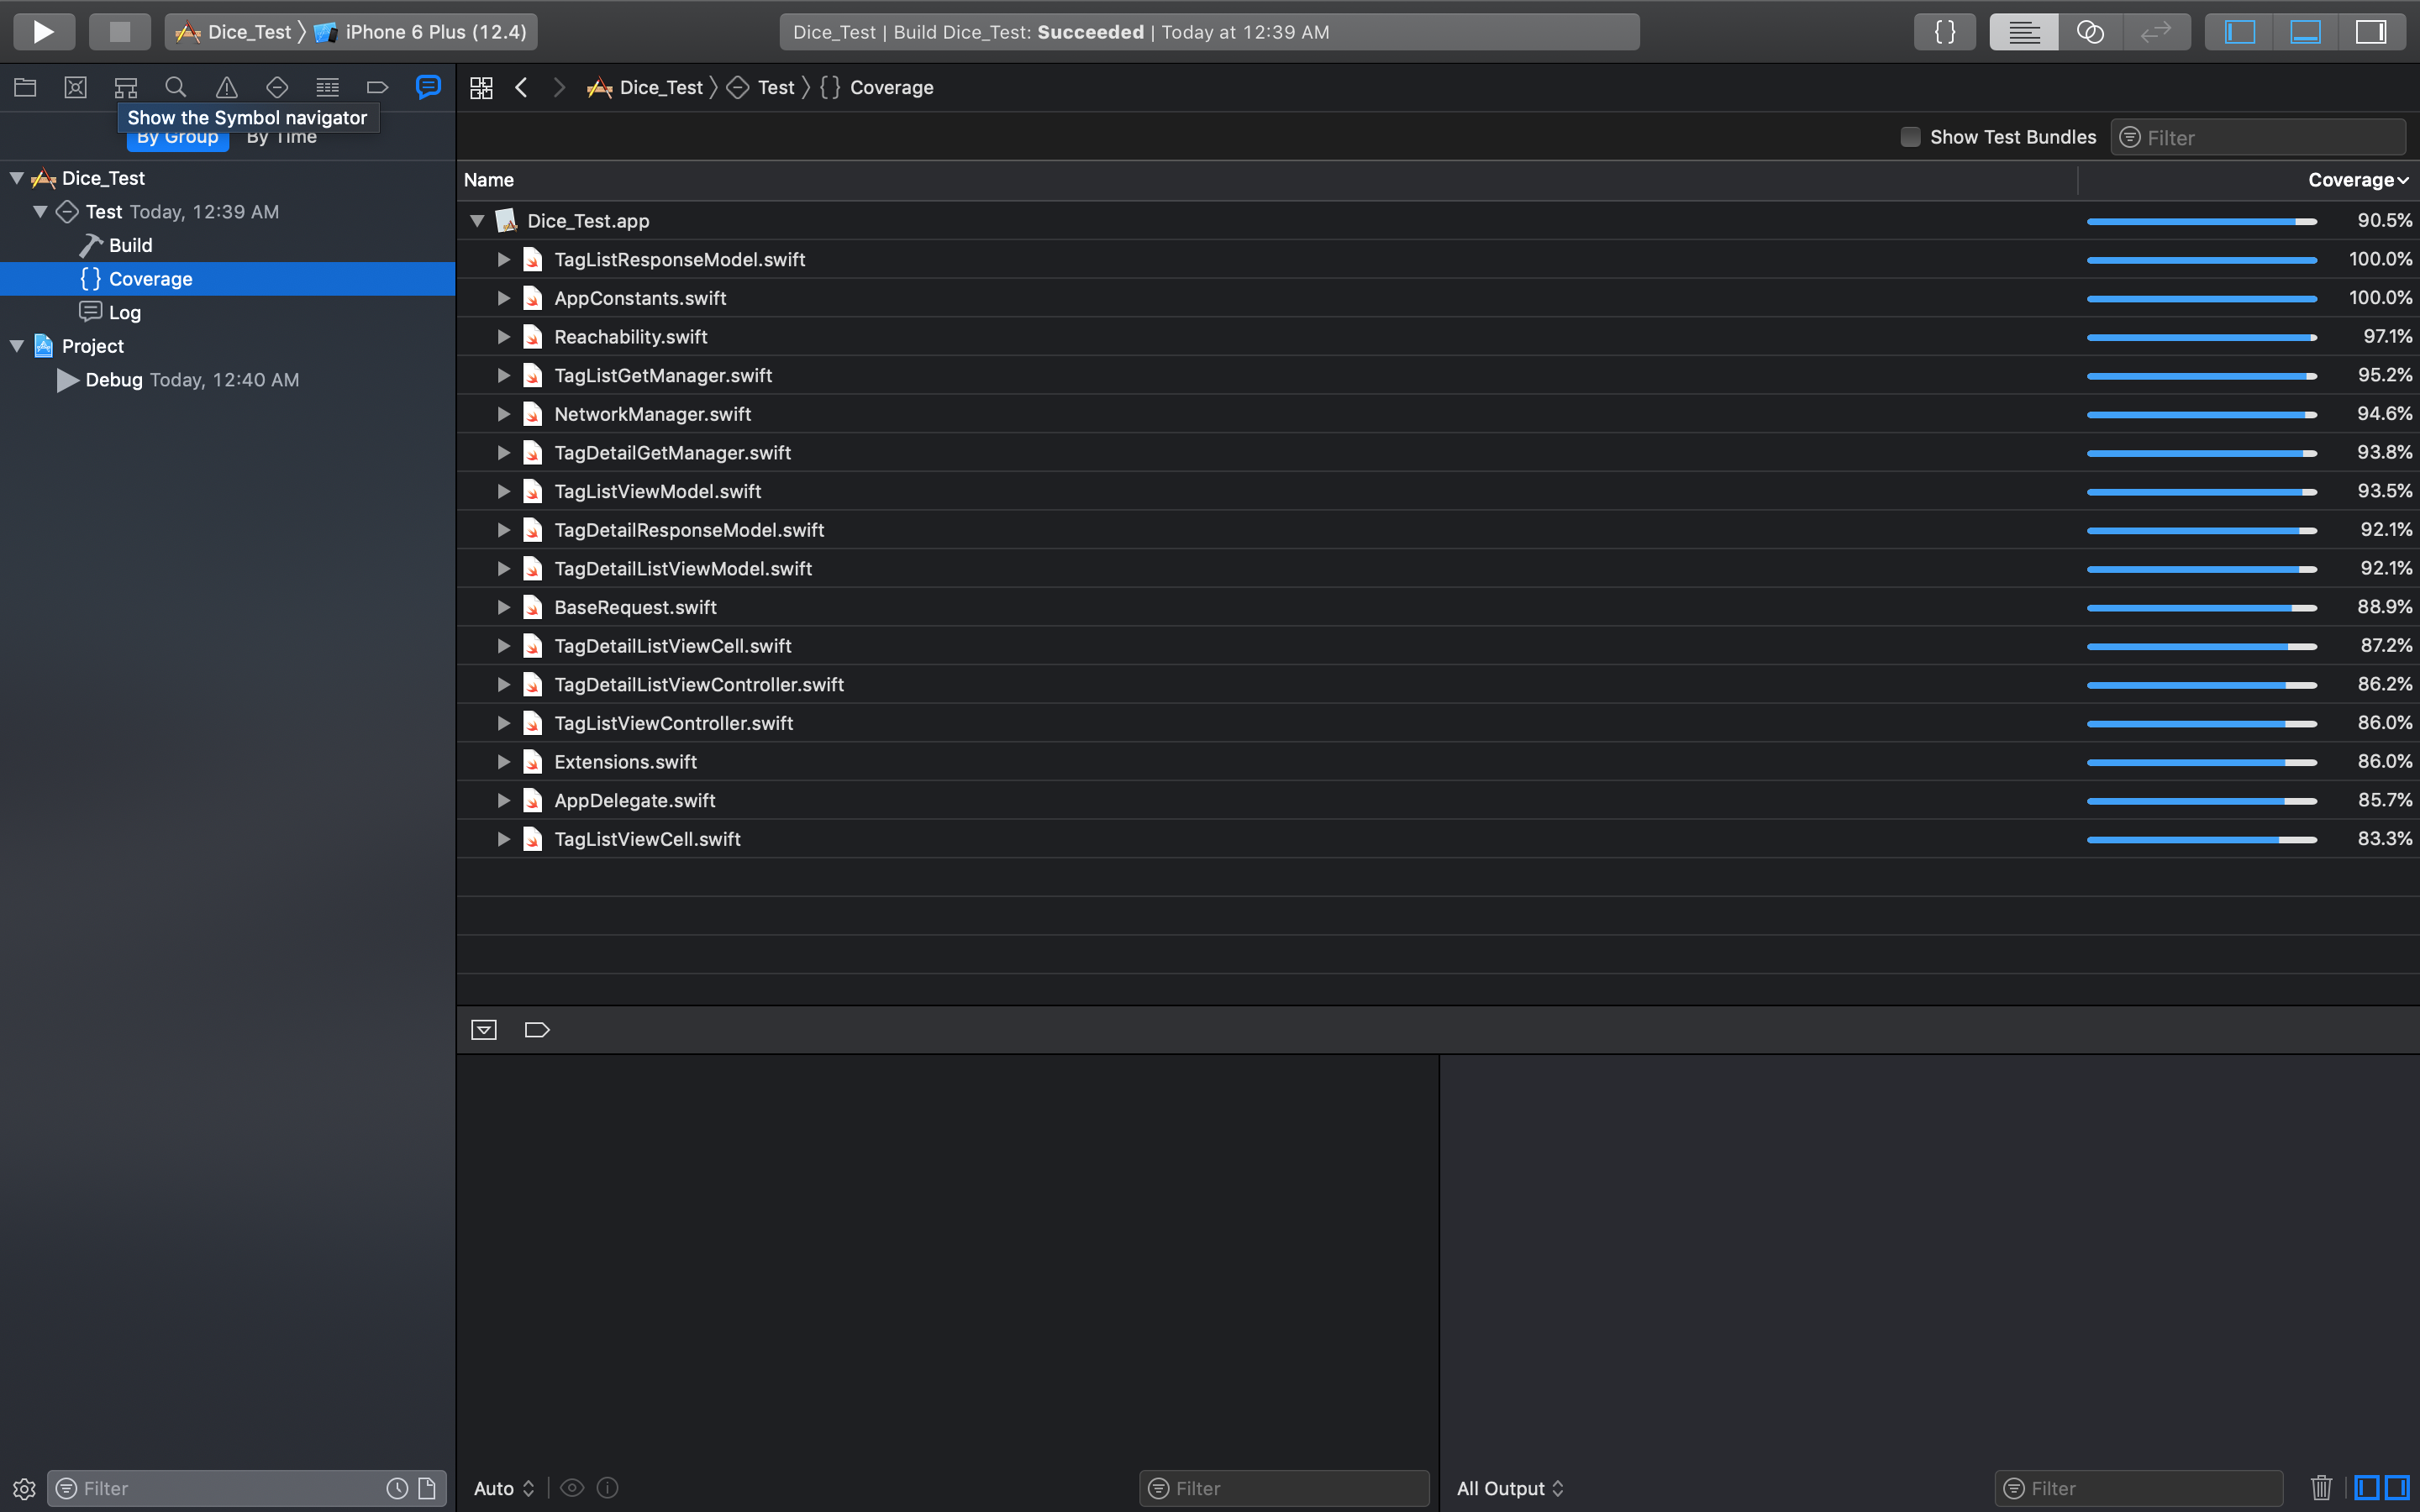 Dice_Test iPhone 6 Plus (12.4) Dice_Test | Build Dice_Test: Succeeded | Today at 12:39 AM {}
Dice_Test Test {} Coverage
Show the Symbol navigator
By Group By Time Show Test Bundles Filter
Name Coverage
Dice_Test
Test Today, 12:39 AM
Build
{} Coverage
Log
Project
Debug Today, 12:40 AM
Dice_Test.app 90.5%
TagListResponseModel.swift 100.0%
AppConstants.swift 100.0%
Reachability.swift 97.1%
TagListGetManager.swift 95.2%
NetworkManager.swift 94.6%
TagDetailGetManager.swift 93.8%
TagListViewModel.swift 93.5%
TagDetailResponseModel.swift 92.1%
TagDetailListViewModel.swift 92.1%
BaseRequest.swift 88.9%
TagDetailListViewCell.swift 87.2%
TagDetailListViewController.swift 86.2%
TagListViewController.swift 86.0%
Extensions.swift 86.0%
AppDelegate.swift 85.7%
TagListViewCell.swift 83.3%
Filter Auto Filter All Output Filter